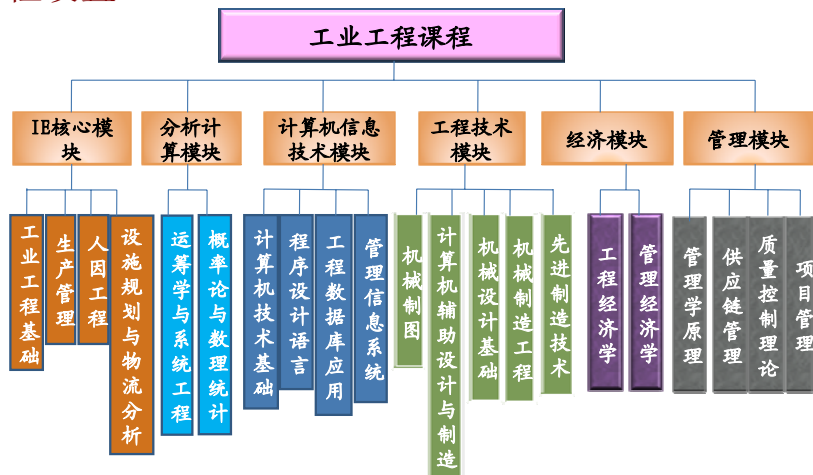 工业工程课程
IE核心模
块
分析计
算模块
计算机信息
技术模块
工程技术
模块
经济模块
管理模块
工业工程基础
生产管理
人因工程
设施规划与物流分析
运筹学与系统工程
概率论与数理统计
计算机技术基础
程序设计语言
工程数据库应用
管理信息系统
机械制图
计算机辅助设计与制造
机械设计基础
机械制造工程
先进制造技术
工程经济学
管理经济学
管理学原理
供应链管理
质量控制理论
项目管理